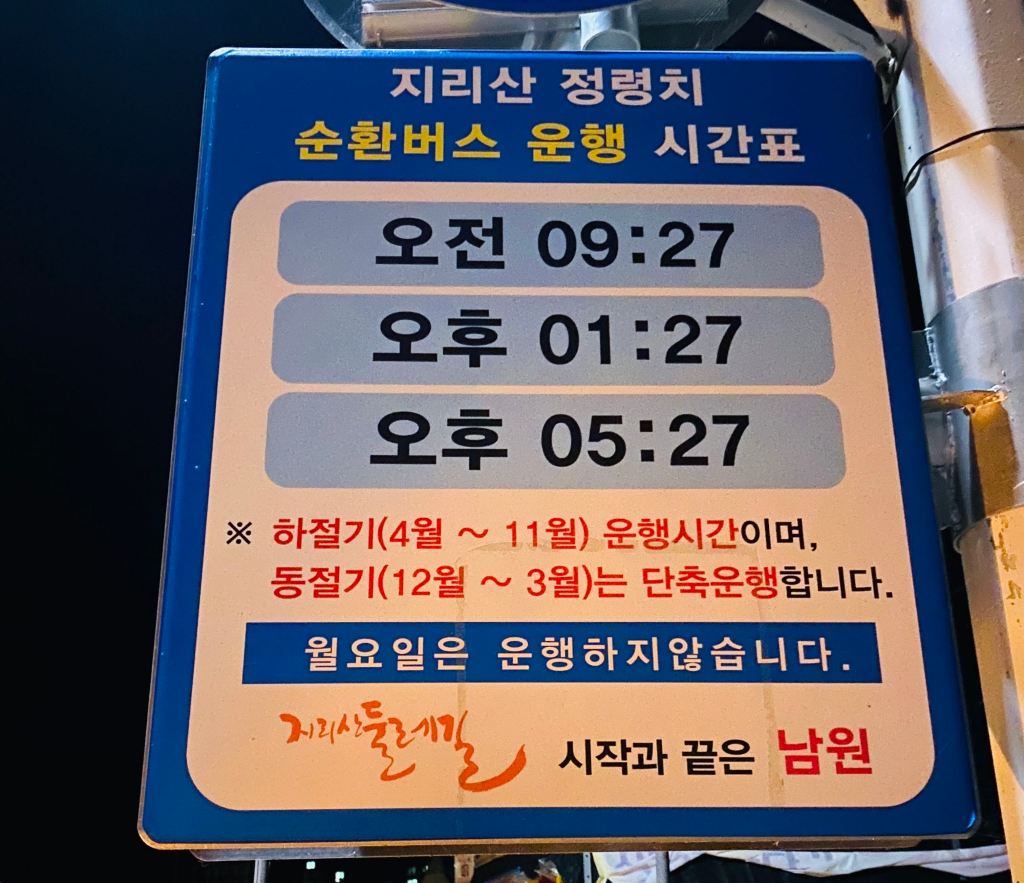 지리산 정령치
순환버스 운행 시간표
오전 09:27
오후 01:27
오후 05:27
※ 하절기(4월 ~ 11월) 운행시간이며,
동절기(12월 ~ 3월)는 단축운행합니다.
월요일은 운행하지않습니다.
지리산둘레길 시작과 끝은 남원